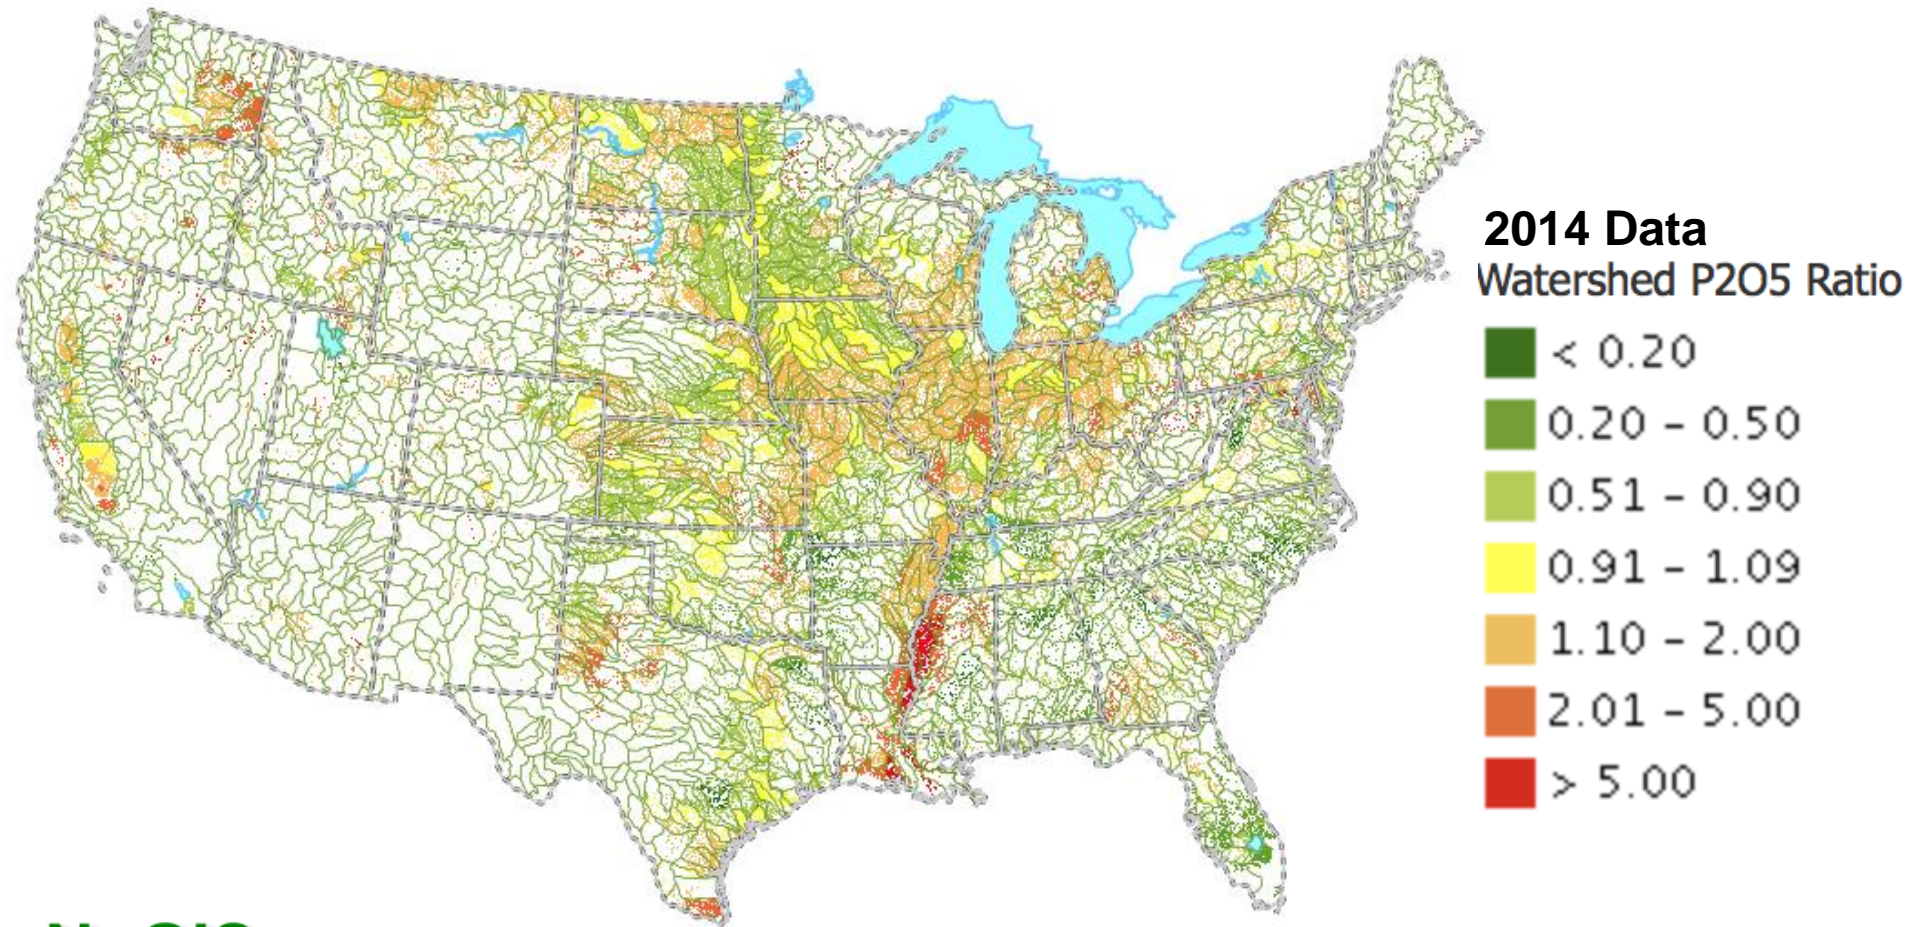 2014 Data
Watershed P2O5 Ratio
< 0.20
0.20 – 0.50
0.51 – 0.90
0.91 – 1.09
1.10 – 2.00
2.01 – 5.00
> 5.00